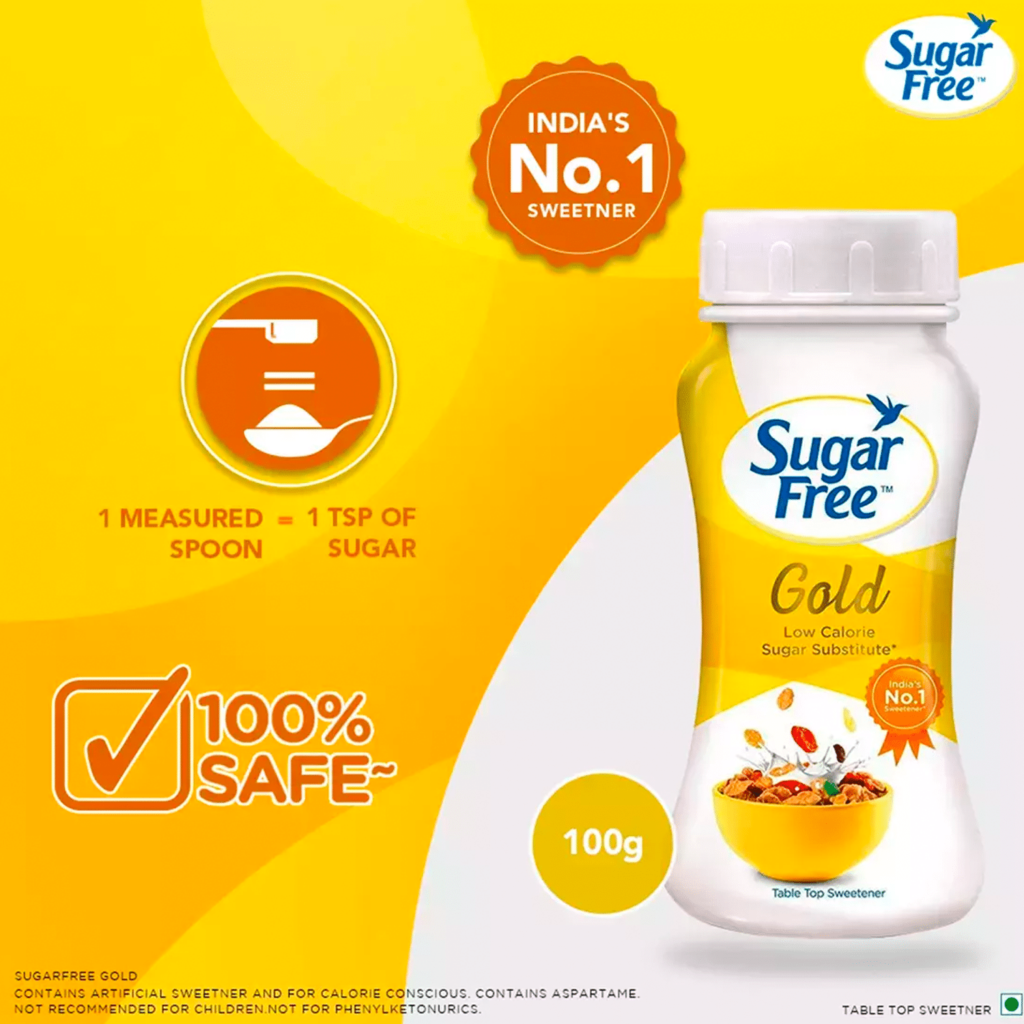 Sugar
Free™
INDIA'S
No.1
SWEETNER
1 MEASURED = 1 TSP OF
SPOON SUGAR
100%
SAFE~
Sugar
Free™
Gold
Low Calorie
Sugar Substitute*
India's
No.1
Sweetener
100g
Table Top Sweetener
SUGARFREE GOLD
CONTAINS ARTIFICIAL SWEETNER AND FOR CALORIE CONSCIOUS. CONTAINS ASPARTAME.
NOT RECOMMENDED FOR CHILDREN.NOT FOR PHENYLKETONURICS.
TABLE TOP SWEETNER